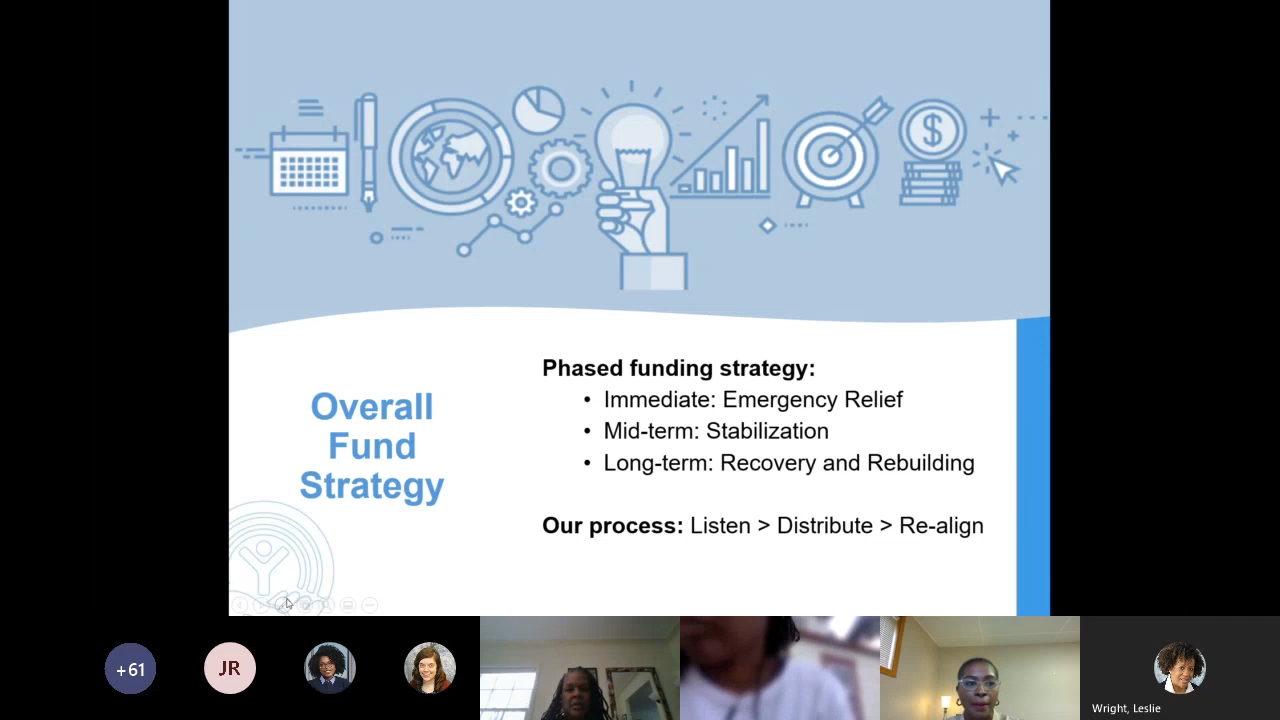 $
Overall
Fund
Strategy
Phased funding strategy:
• Immediate: Emergency Relief
• Mid-term: Stabilization
• Long-term: Recovery and Rebuilding
Our process: Listen > Distribute > Re-align
+61
JR
Wright, Leslie